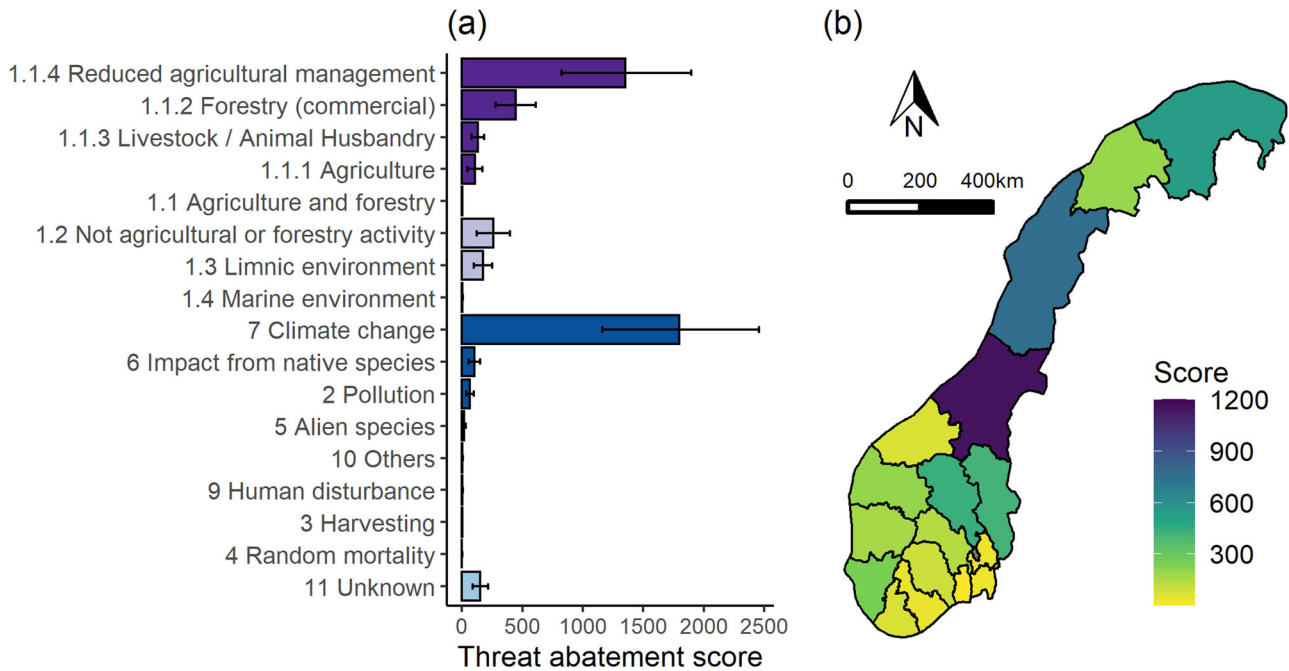 (a)
1.1.4 Reduced agricultural management
1.1.2 Forestry (commercial)
1.1.3 Livestock / Animal Husbandry
1.1.1 Agriculture
1.1 Agriculture and forestry
1.2 Not agricultural or forestry activity
1.3 Limnic environment
1.4 Marine environment
7 Climate change
6 Impact from native species
2 Pollution
5 Alien species
10 Others
9 Human disturbance
3 Harvesting
4 Random mortality
11 Unknown
0 500 1000 1500 2000 2500
Threat abatement score
(b)
N
0 200 400km
Score
1200
900
600
300